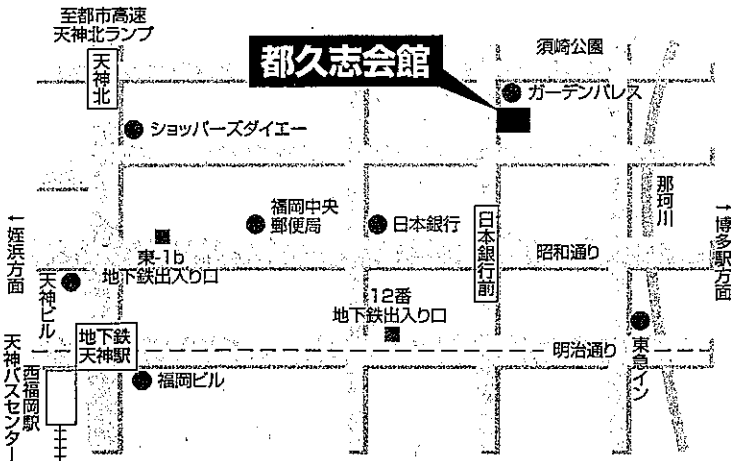 至都市高速
天神北ランプ
天神北
都久志会館
須崎公園
ガーデンパレス
ショッパーズダイエー
福岡中央
郵便局
日本銀行
日本銀行前
那珂川
→博多駅方面
←姪浜方面
東-1b
地下鉄出入り口
昭和通り
天神ビル
12番
地下鉄出入り口
地下鉄
天神駅
明治通り
東急イン
福岡ビル
西福岡駅
天神バスセンター